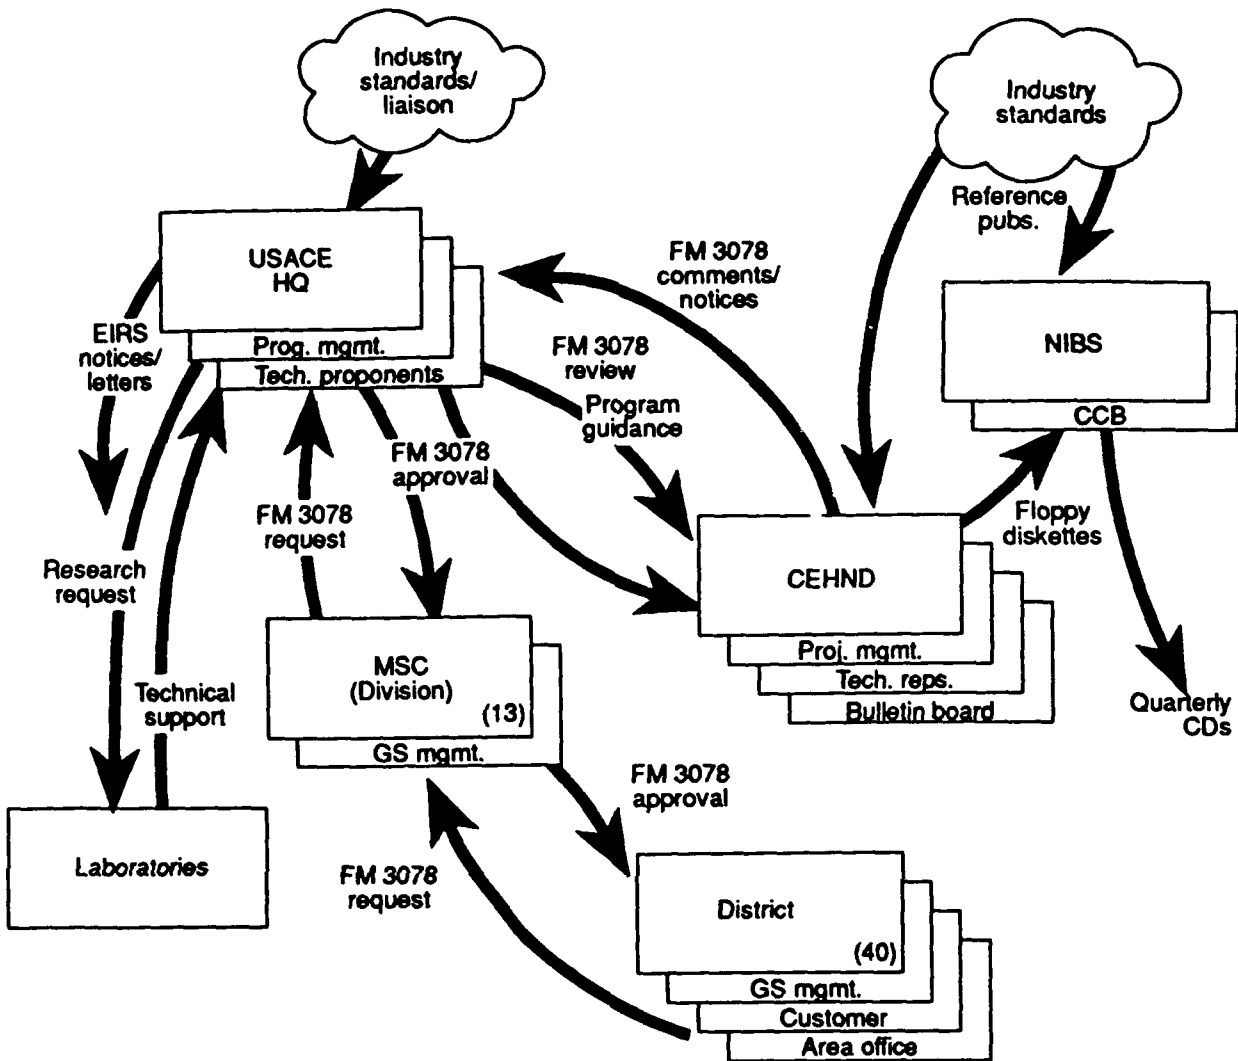 Industry
standards/
liaison
Industry
standards
Reference
pubs.
USACE
HQ
Prog. mgmt.
Tech. proponents
FM 3078
comments/
notices
NIBS
CCB
EIRS
notices/
letters
FM 3078
review
Program
guidance
FM 3078
approval
FM 3078
request
Floppy
diskettes
CEHND
Proj. mgmt.
Tech. reps.
Bulletin board
Research
request
MSC
(Division)
(13)
GS mgmt.
Technical
support
Quarterly
CDs
FM 3078
approval
Laboratories
FM 3078
request
District
(40)
GS mgmt.
Customer
Area office